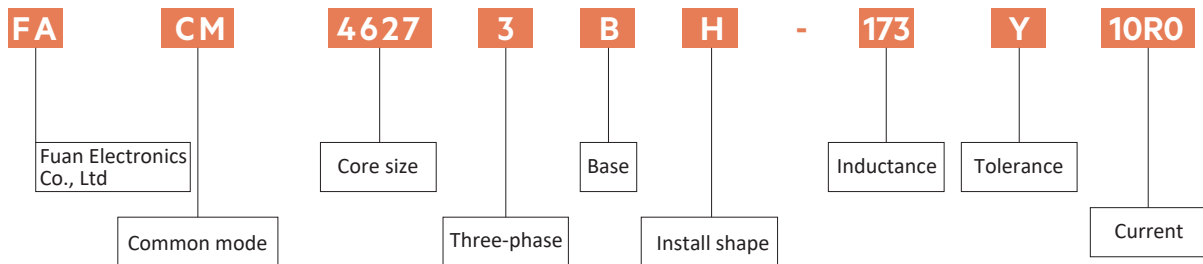 FA CM 4627 3 B H - 173 Y 10R0
Fuan Electronics
Co., Ltd
Core size
Base
Inductance
Tolerance
Common mode
Three-phase
Install shape
Current